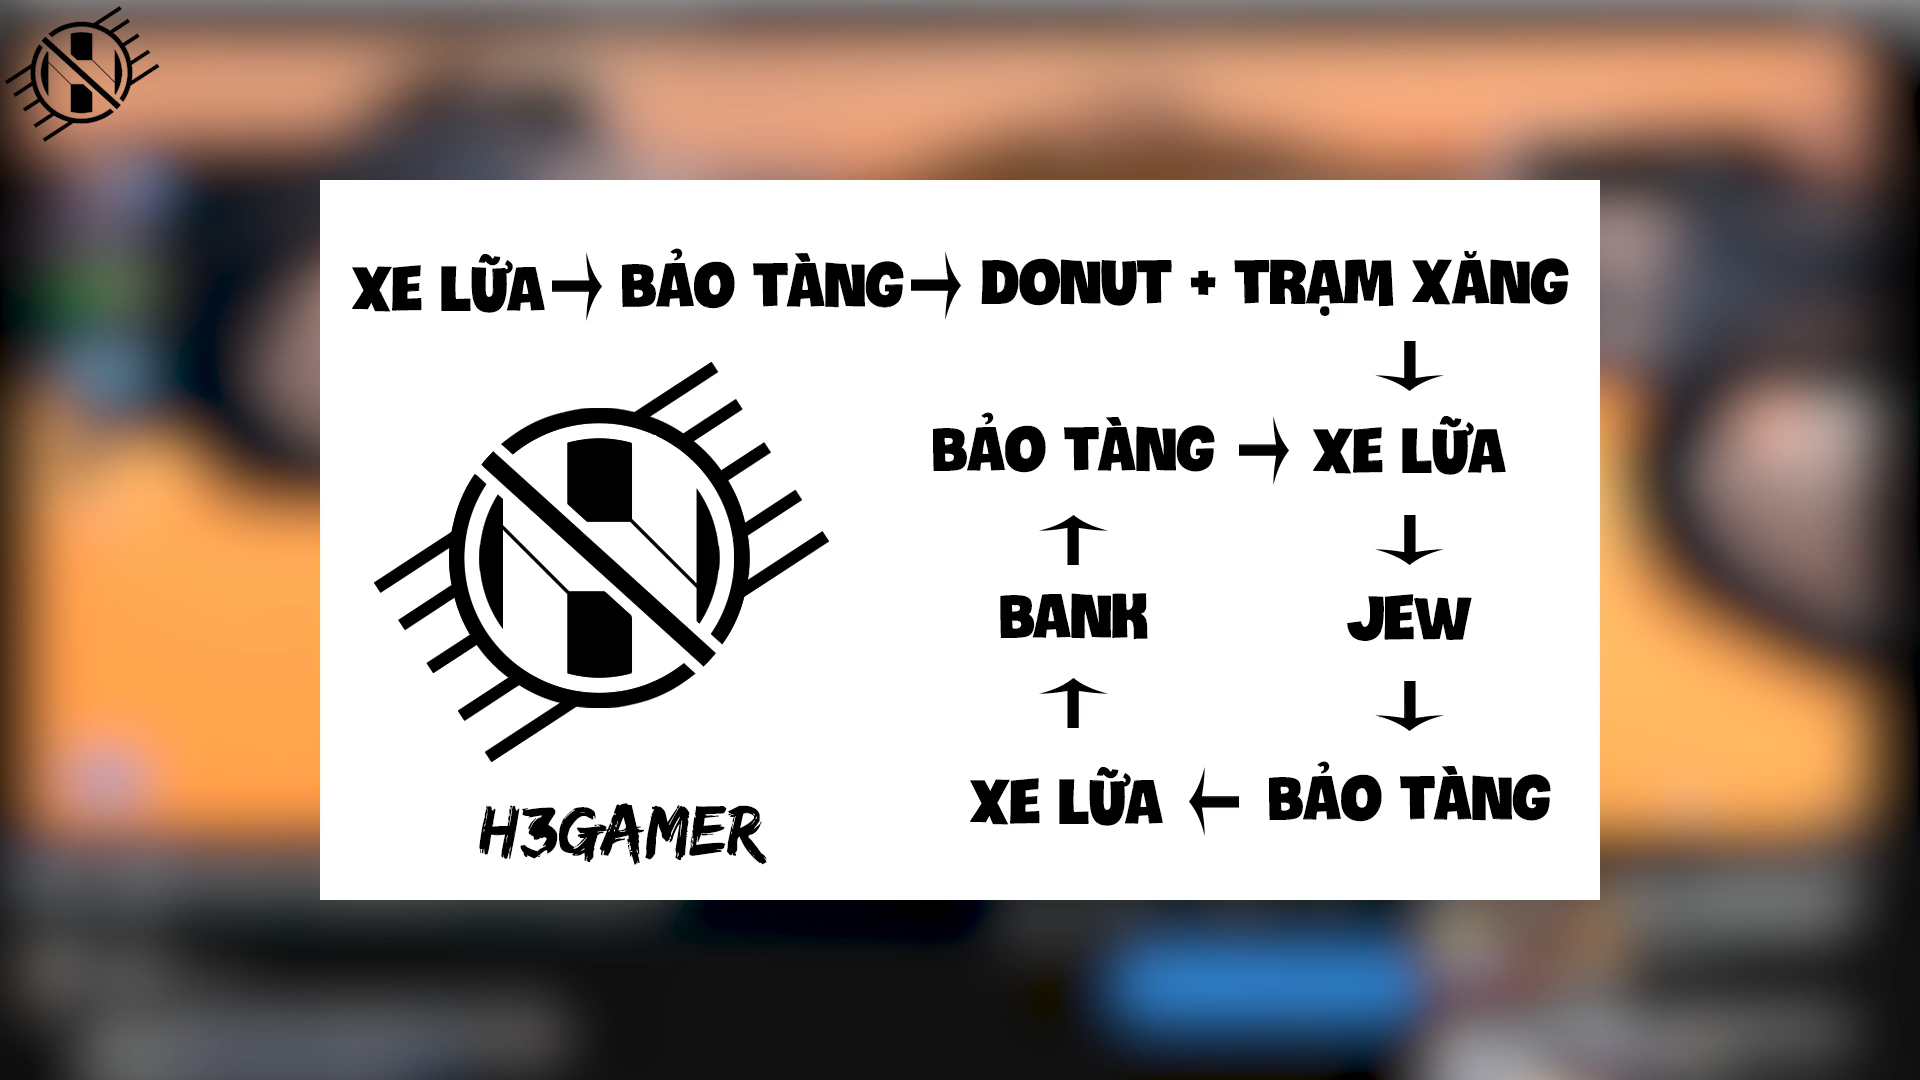 XE LỮA → BẢO TÀNG → DONUT + TRẠM XĂNG
BẢO TÀNG → XE LỮA
BANK
JEW
XE LỮA ← BẢO TÀNG
H3GAMER